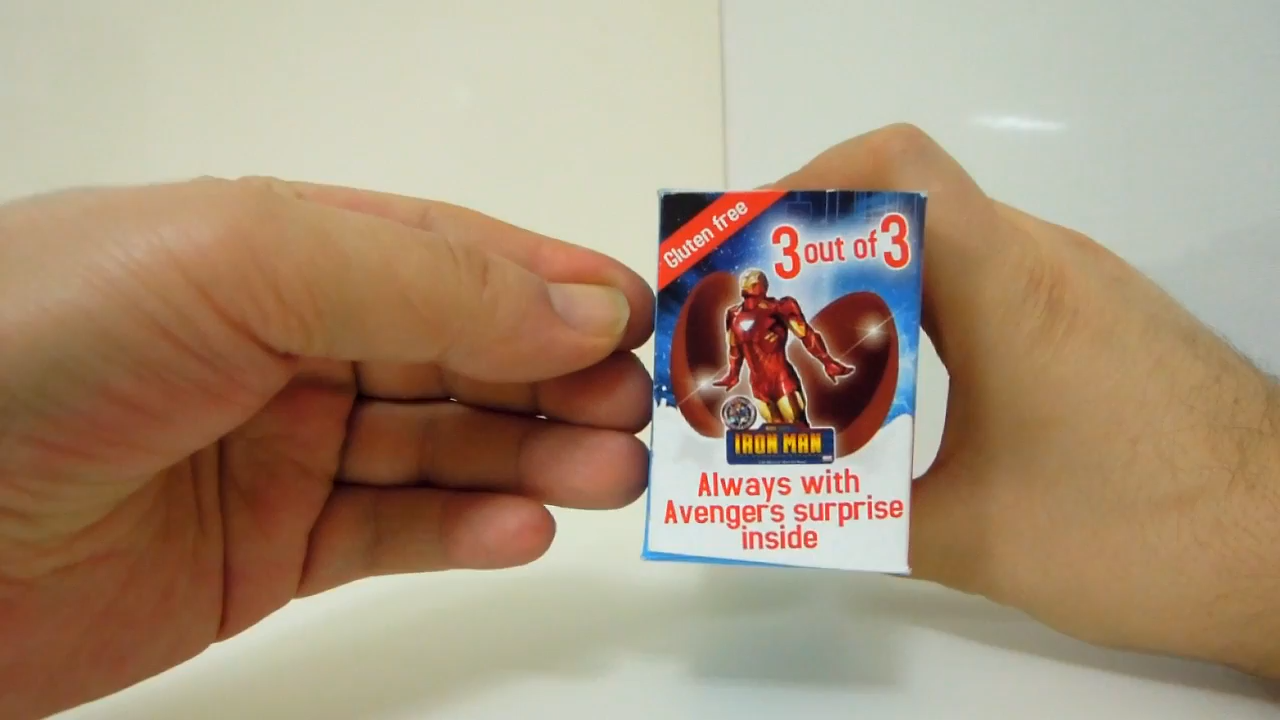 Gluten free
3 out of 3
IRON MAN
Always with
Avengers surprise
inside